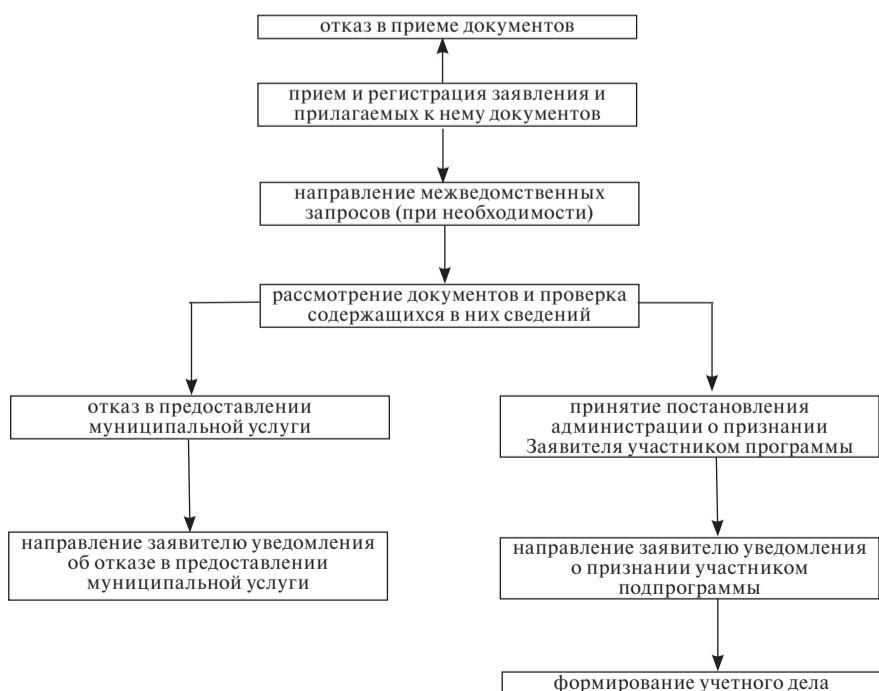 отказ в приеме документов
прием и регистрация заявления и
прилагаемых к нему документов
направление межведомственных
запросов (при необходимости)
рассмотрение документов и проверка
содержащихся в них сведений
отказ в предоставлении
муниципальной услуги
принятие постановления
администрации о признании
Заявителя участником программы
направление заявителю уведомления
об отказе в предоставлении
муниципальной услуги
направление заявителю уведомления
о признании участником
подпрограммы
формирование учетного дела